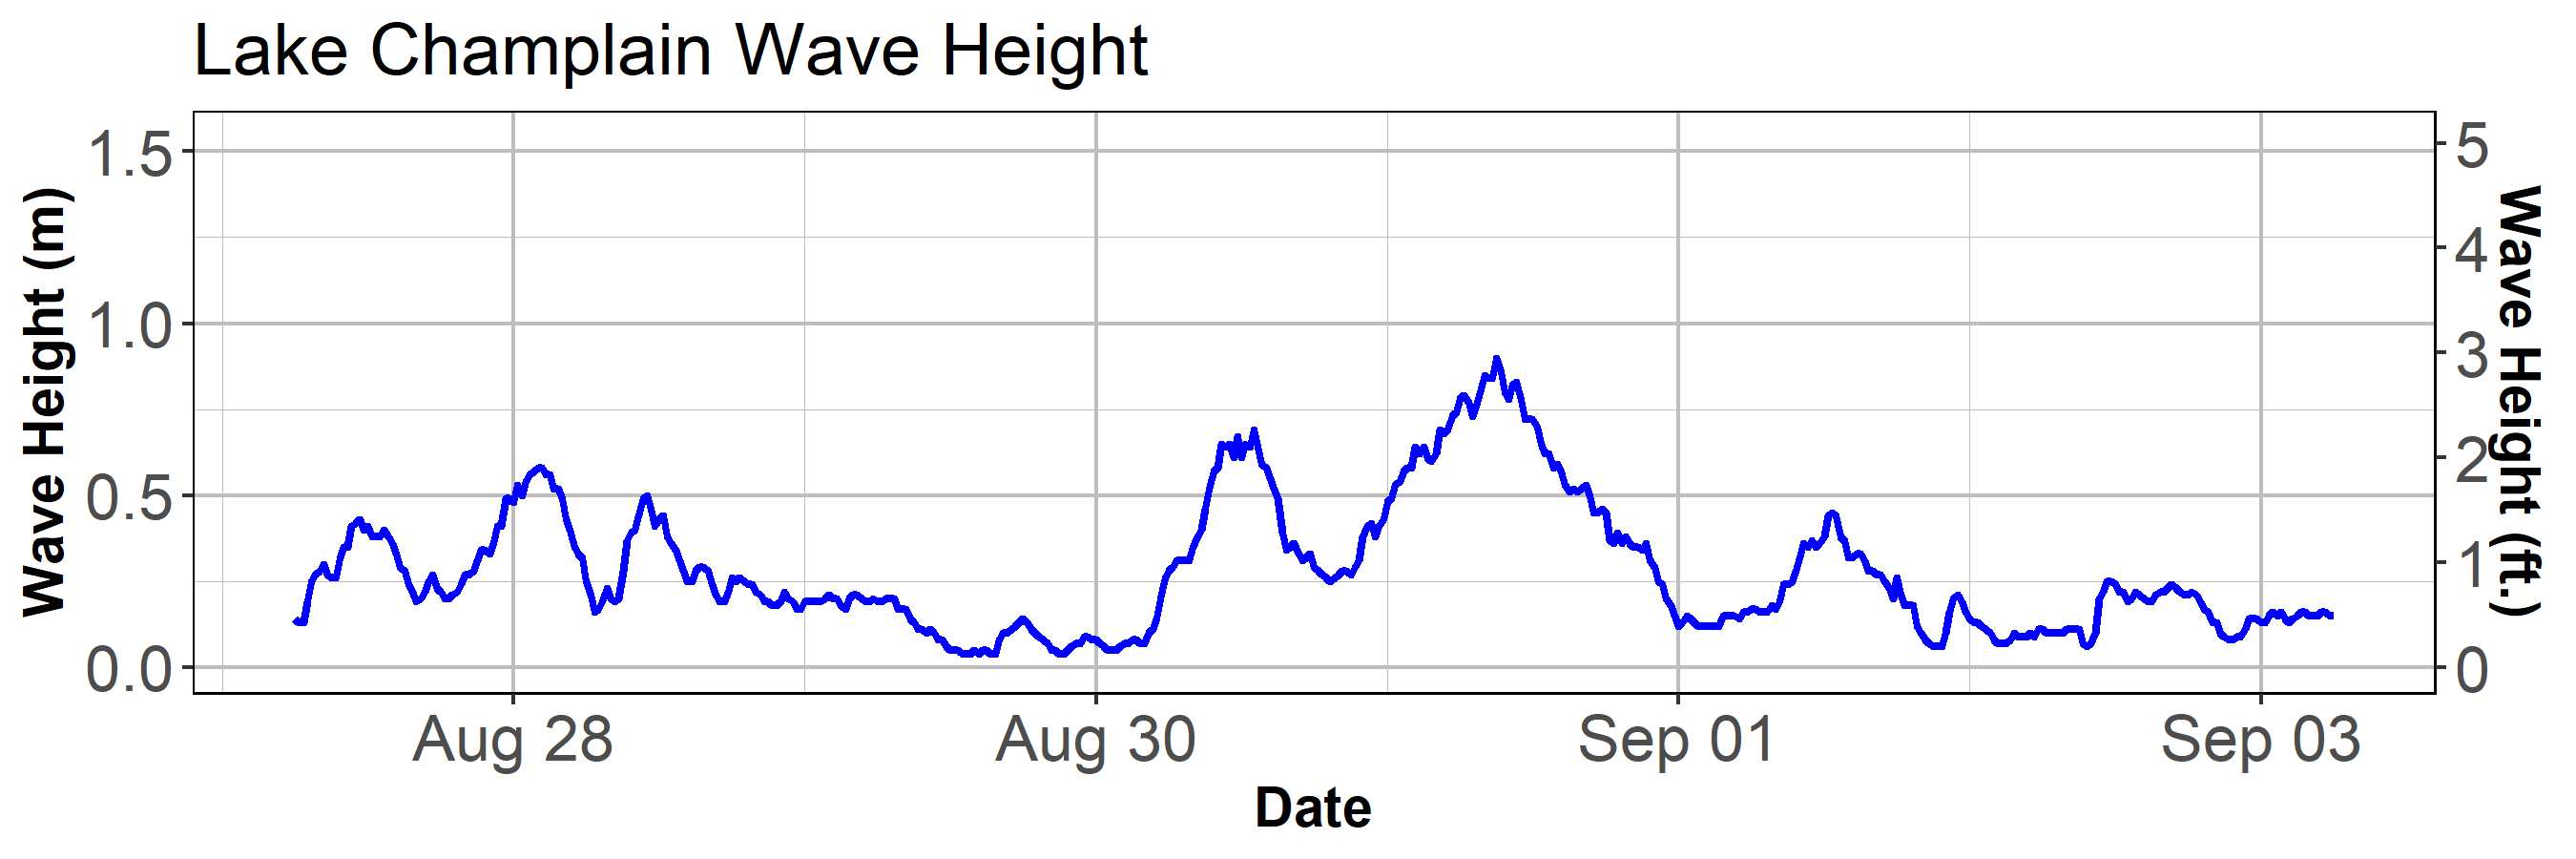 Lake Champlain Wave Height
Wave Height (m)
1.5
1.0
0.5
0.0
5
4
3
2
1
0
Wave Height (ft.)
Aug 28
Aug 30
Sep 01
Sep 03
Date